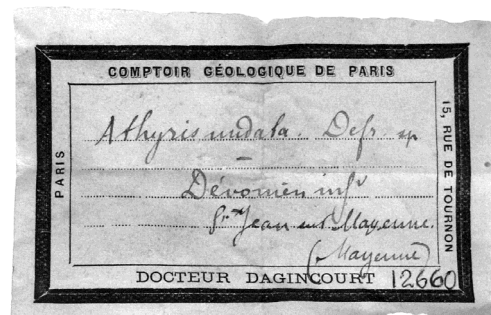 COMPTOIR GÉOLOGIQUE DE PARIS
PARIS
Athyris undata. Defr sp
Dévonien infr
St Jean sur Mayenne.
(Mayenne)
15, RUE DE TOURNON
DOCTEUR DAGINCOURT 12660